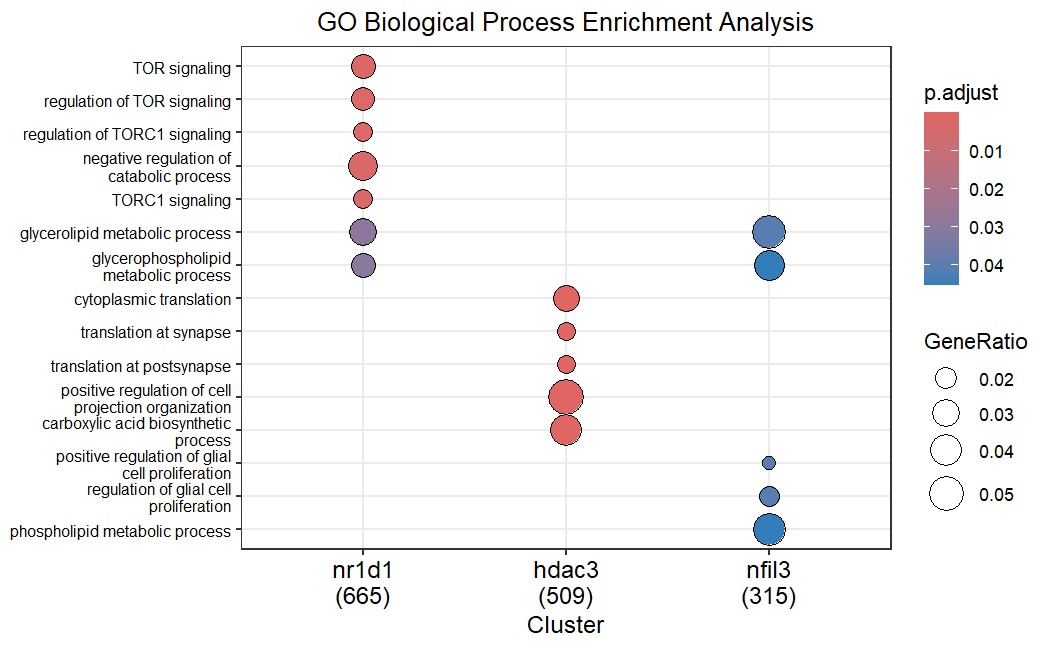 GO Biological Process Enrichment Analysis
TOR signaling
regulation of TOR signaling
regulation of TORC1 signaling
negative regulation of
catabolic process
TORC1 signaling
glycerolipid metabolic process
glycerophospholipid
metabolic process
cytoplasmic translation
translation at synapse
translation at postsynapse
positive regulation of cell
projection organization
carboxylic acid biosynthetic
process
positive regulation of glial
cell proliferation
regulation of glial cell
proliferation
phospholipid metabolic process
nr1d1
(665)
hdac3
(509)
nfil3
(315)
Cluster
p.adjust
0.01
0.02
0.03
0.04
GeneRatio
0.02
0.03
0.04
0.05